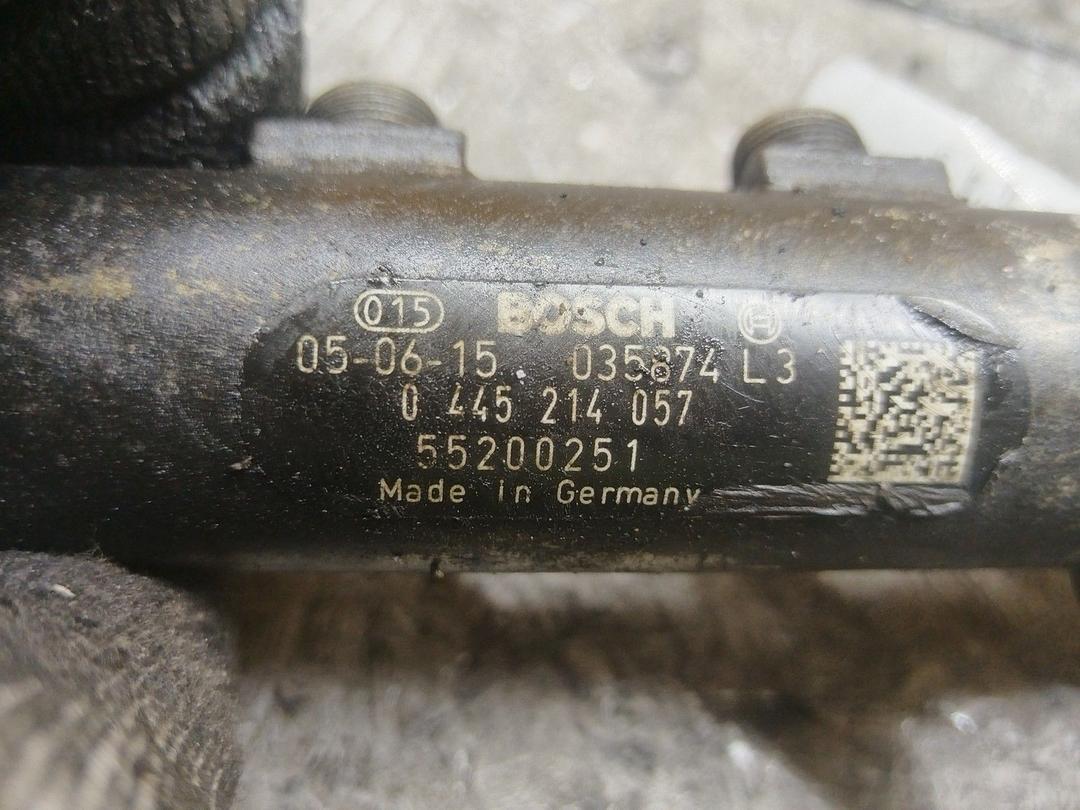 015 BOSCH
05-06-15 035874 L3
0 445 214 057
55200251
Made in Germany